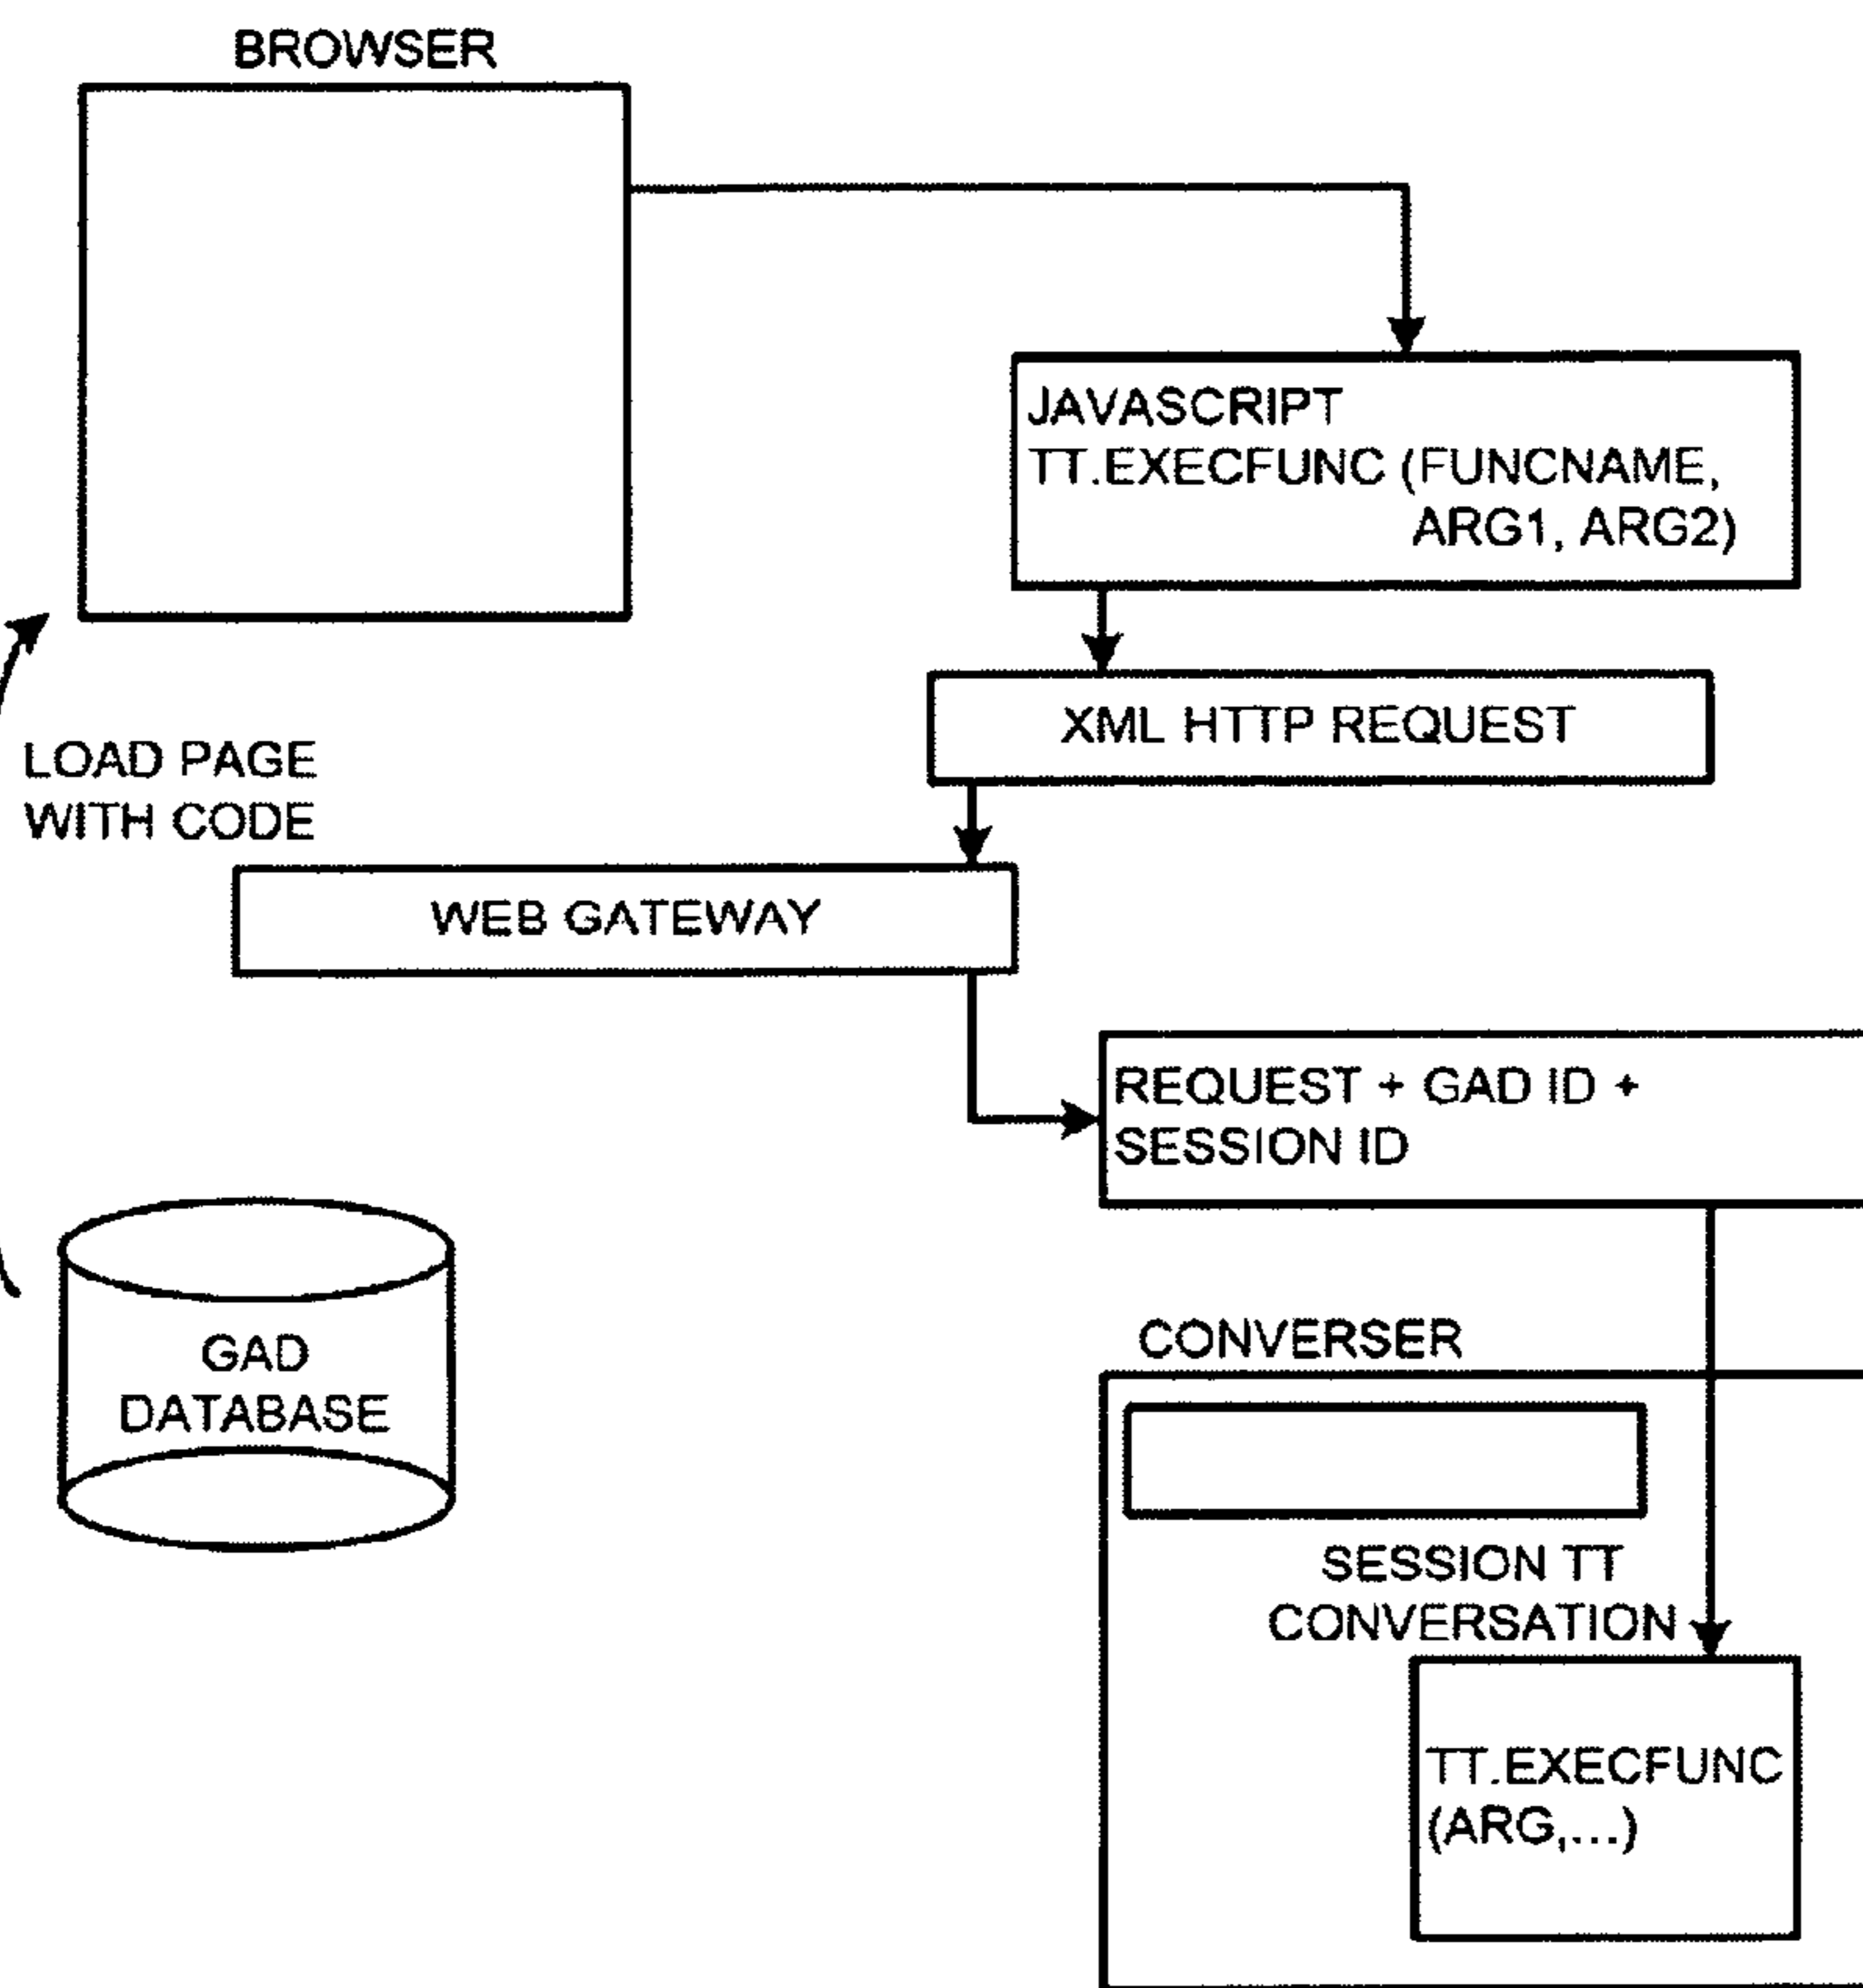 BROWSER
JAVASCRIPT
TT.EXECFUNC (FUNCNAME,
ARG1, ARG2)
XML HTTP REQUEST
LOAD PAGE
WITH CODE
WEB GATEWAY
REQUEST + GAD ID +
SESSION ID
GAD
DATABASE
CONVERSER
SESSION TT
CONVERSATION
TT.EXECFUNC
(ARG,...)